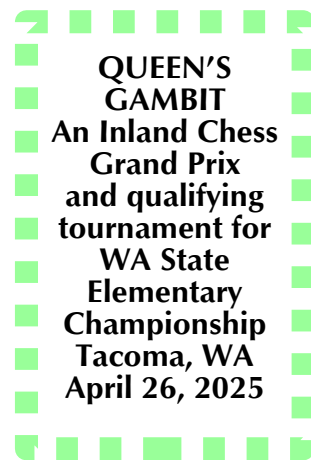 QUEEN’S
GAMBIT
An Inland Chess
Grand Prix
and qualifying
tournament for
WA State
Elementary
Championship
Tacoma, WA
April 26, 2025